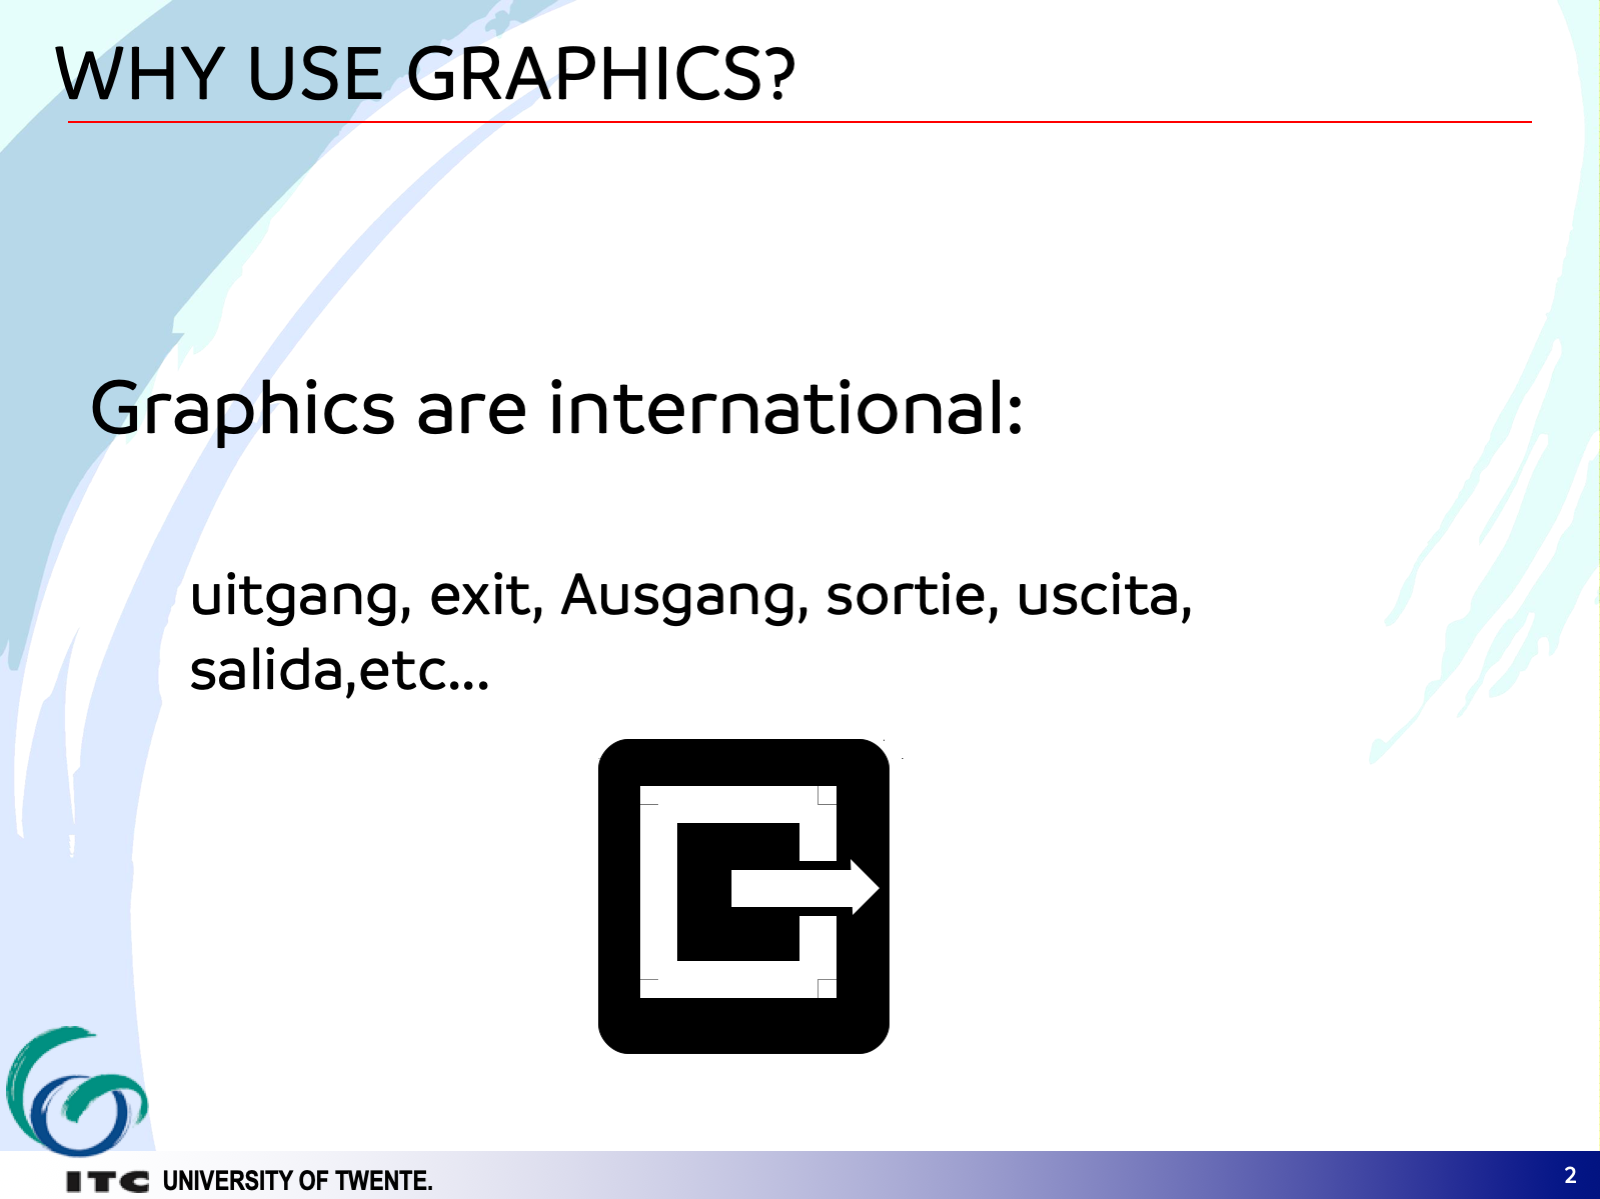 WHY USE GRAPHICS?
Graphics are international:
uitgang, exit, Ausgang, sortie, uscita,
salida,etc...
ITC UNIVERSITY OF TWENTE.
2